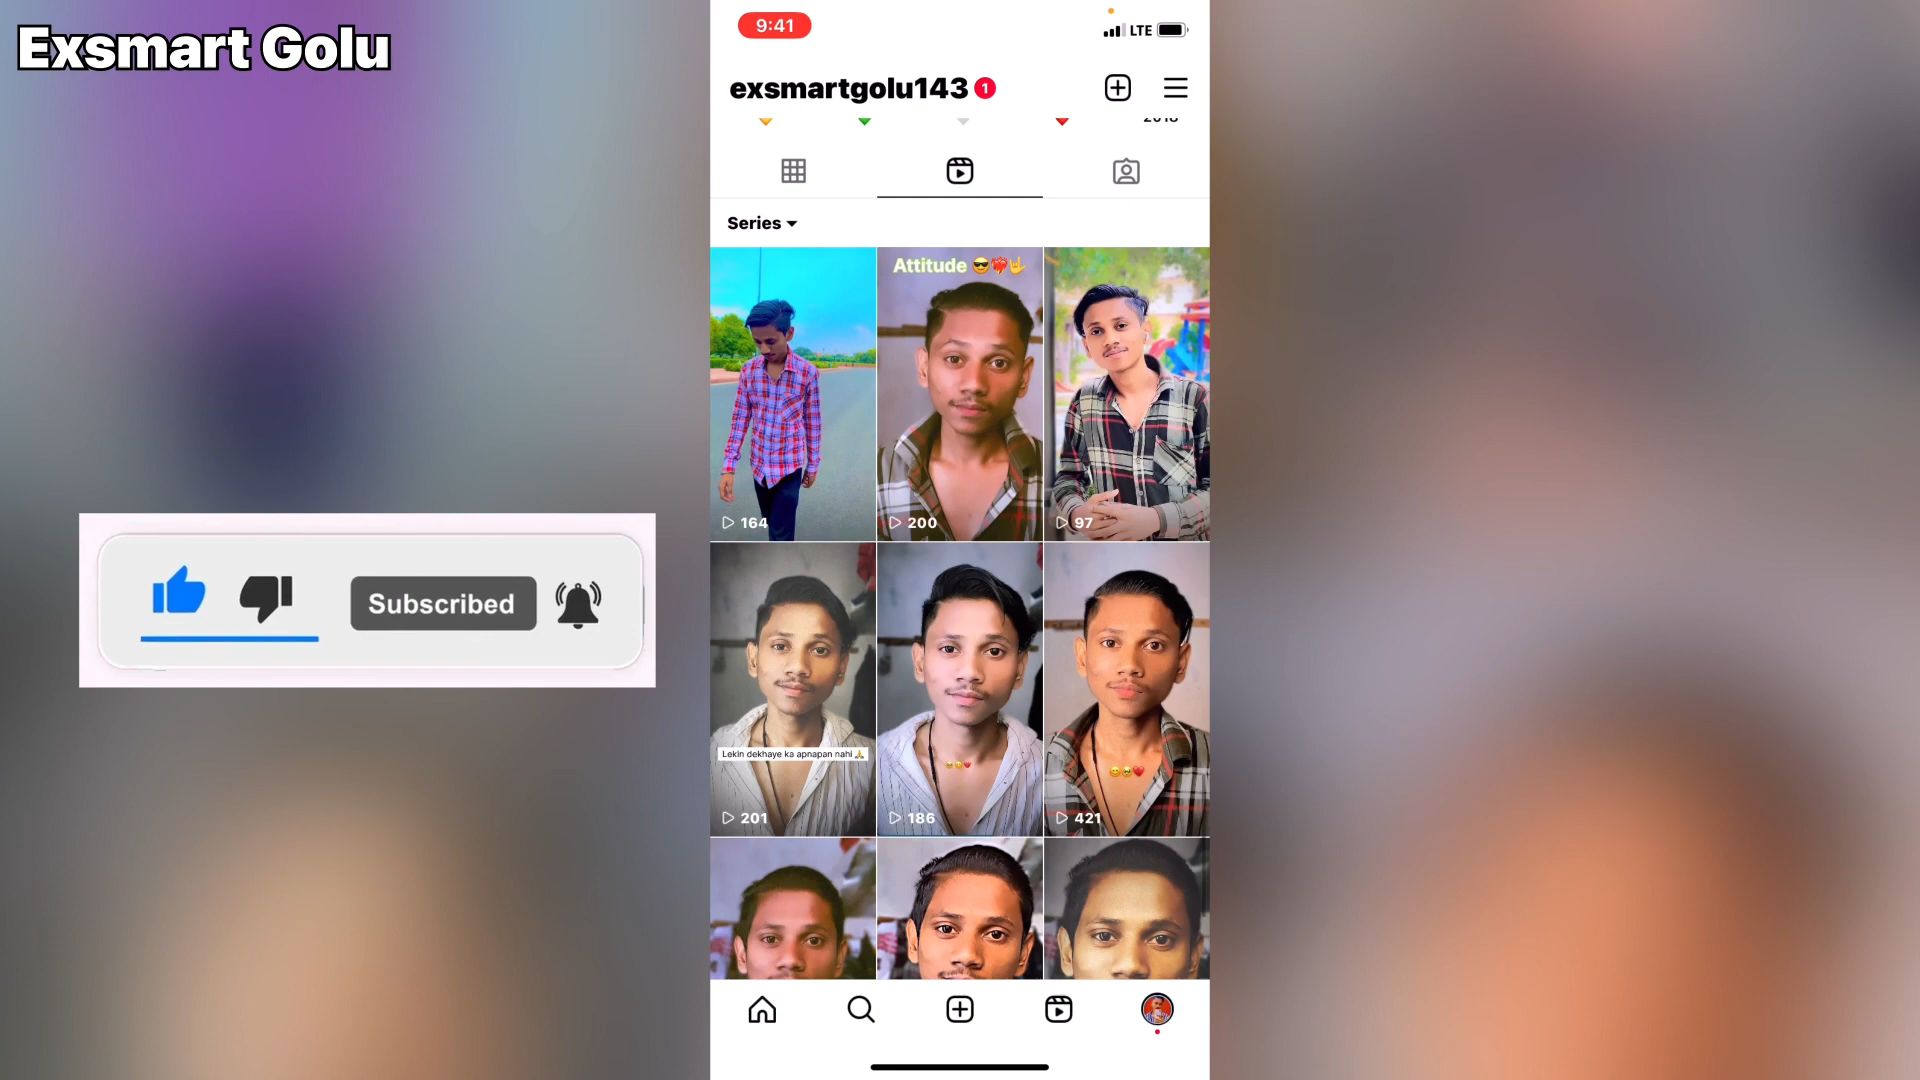 Exsmart Golu
9:41
LTE
exsmartgolu143 1
2018
Series
Attitude 😎❤️‍🔥🤟
164
200
97
Lekin dekhaye ka apnapan nahi 🙏
201
186
421
Subscribed